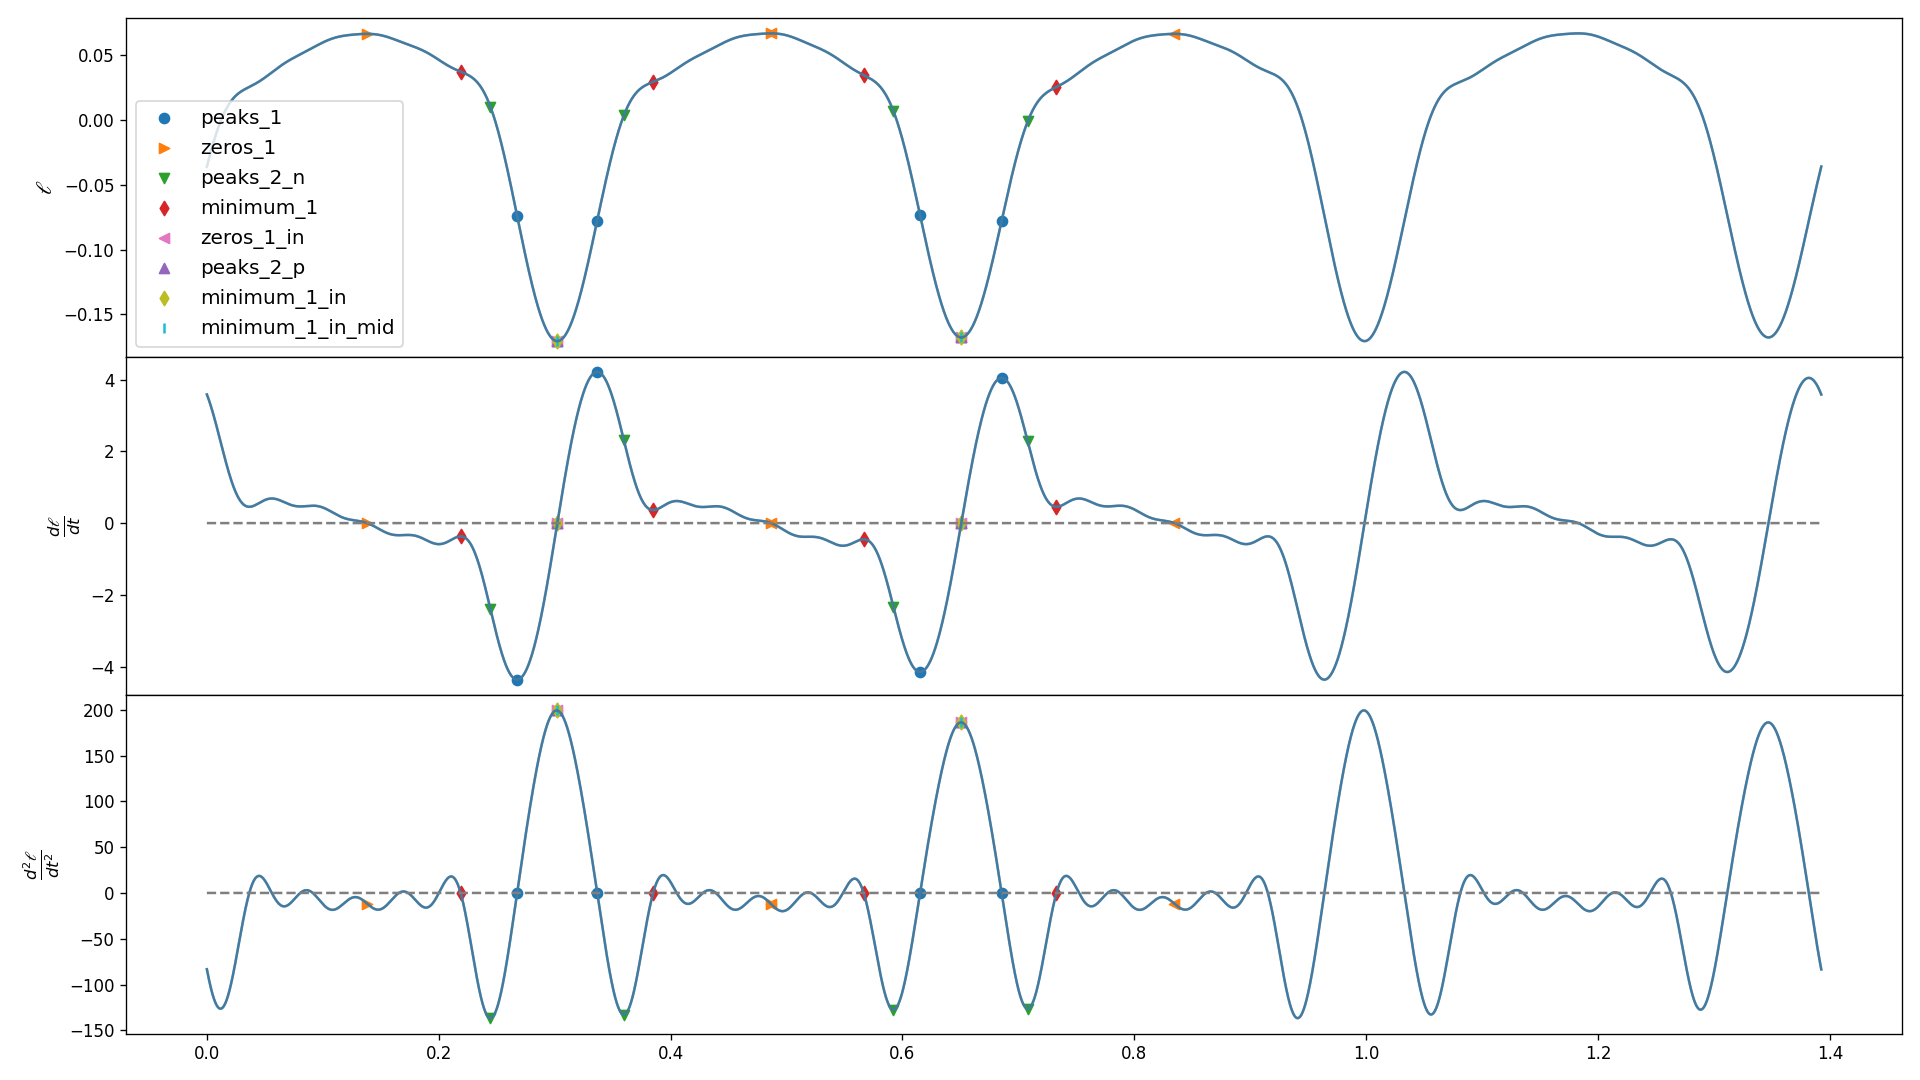 0.05
0.00
−0.05
−0.10
−0.15
ℓ
peaks_1
zeros_1
peaks_2_n
minimum_1
zeros_1_in
peaks_2_p
minimum_1_in
minimum_1_in_mid
4
2
0
−2
−4
dℓ
dt
200
150
100
50
0
−50
−100
−150
d²ℓ
dt²
0.0 0.2 0.4 0.6 0.8 1.0 1.2 1.4